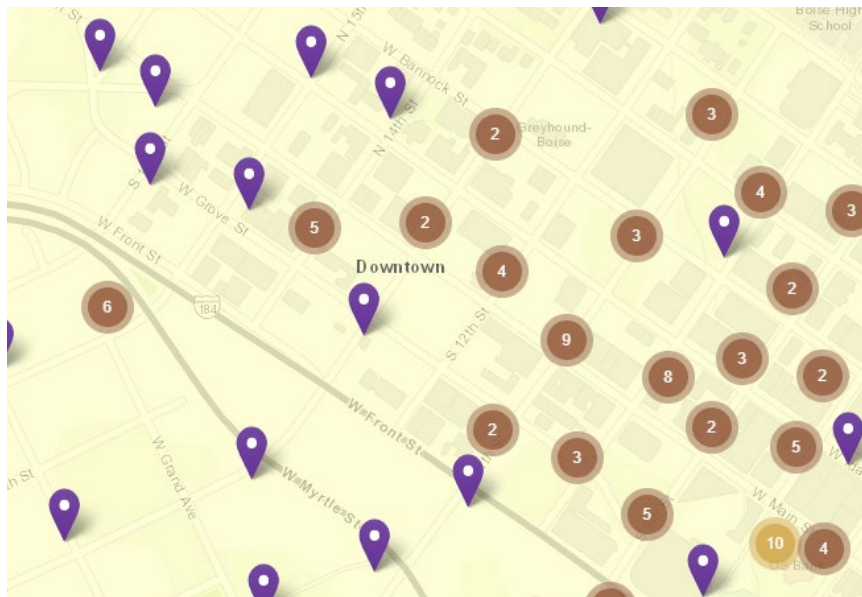 Boise High
School
N 15th
W Bannock St
N 14th St
Greyhound-
Boise
2
3
4
3
W Grove St
5
2
3
W Front St
4
Downtown
2
6
184
S 12th St
9
3
8
2
W Front St
2
2
5
3
W Grand Ave
W Myrtle St
W Main St
5
10
4
US Bank